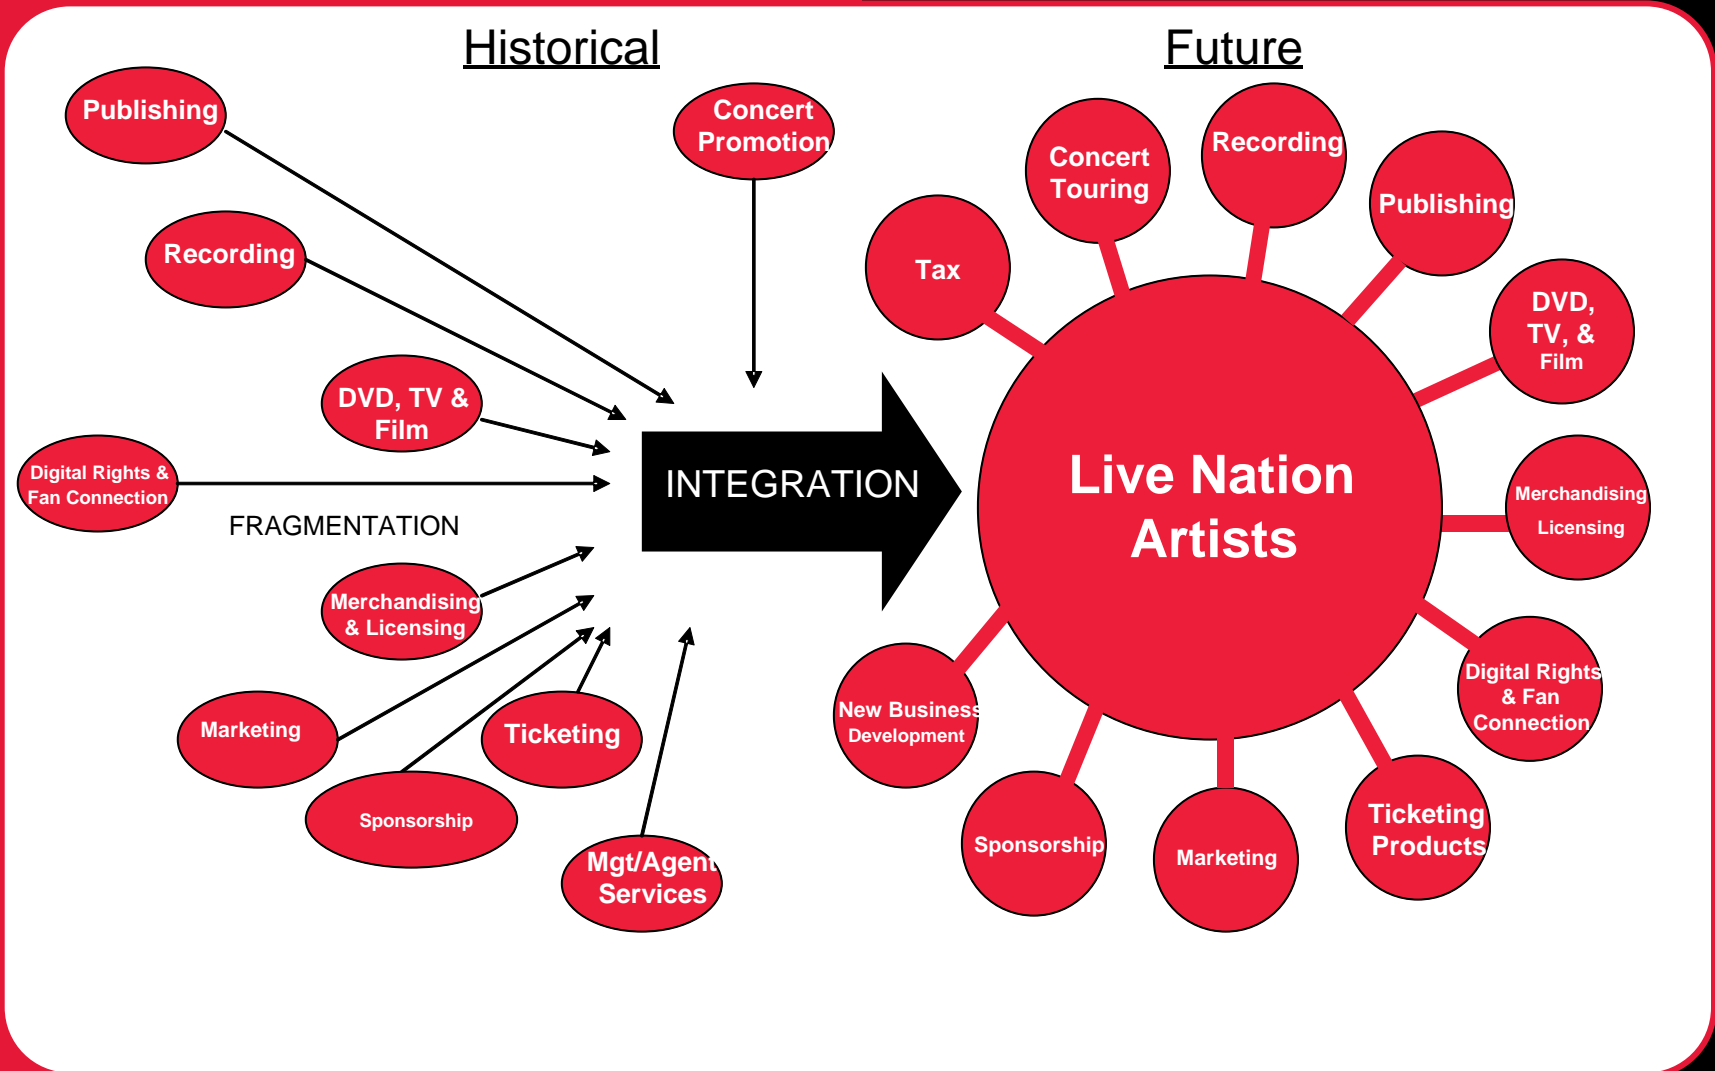 Historical
Publishing
Concert
Promotion
Recording
DVD, TV &
Film
Digital Rights &
Fan Connection
FRAGMENTATION
INTEGRATION
Merchandising
& Licensing
Marketing
Ticketing
Sponsorship
Mgt/Agent
Services
Future
Tax
Concert
Touring
Recording
Publishing
DVD,
TV, &
Film
Live Nation
Artists
Merchandising
Licensing
Digital Rights
& Fan
Connection
Ticketing
Products
Marketing
Sponsorship
New Business
Development